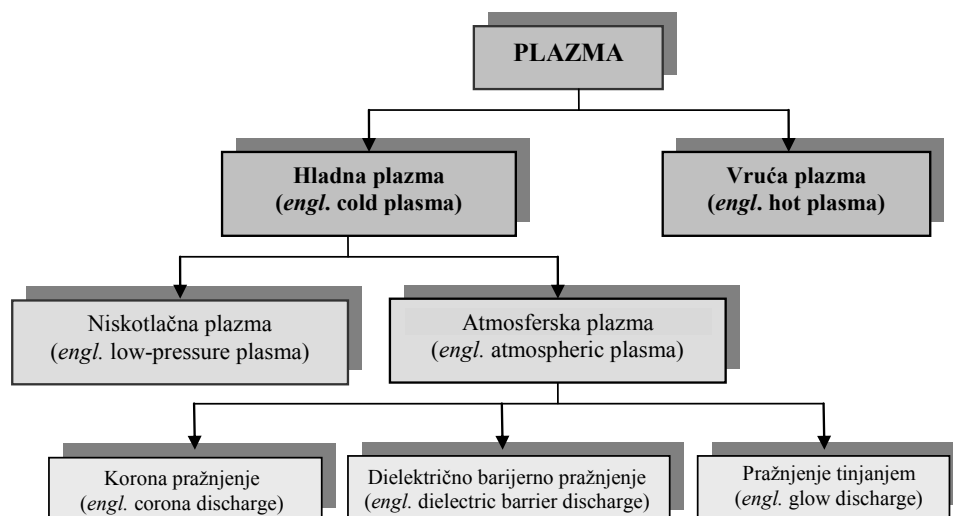 PLAZMA
Hladna plazma
(engl. cold plasma)
Vruća plazma
(engl. hot plasma)
Niskotlačna plazma
(engl. low-pressure plasma)
Atmosferska plazma
(engl. atmospheric plasma)
Korona pražnjenje
(engl. corona discharge)
Dielektrično barijerno pražnjenje
(engl. dielectric barrier discharge)
Pražnjenje tinjanjem
(engl. glow discharge)